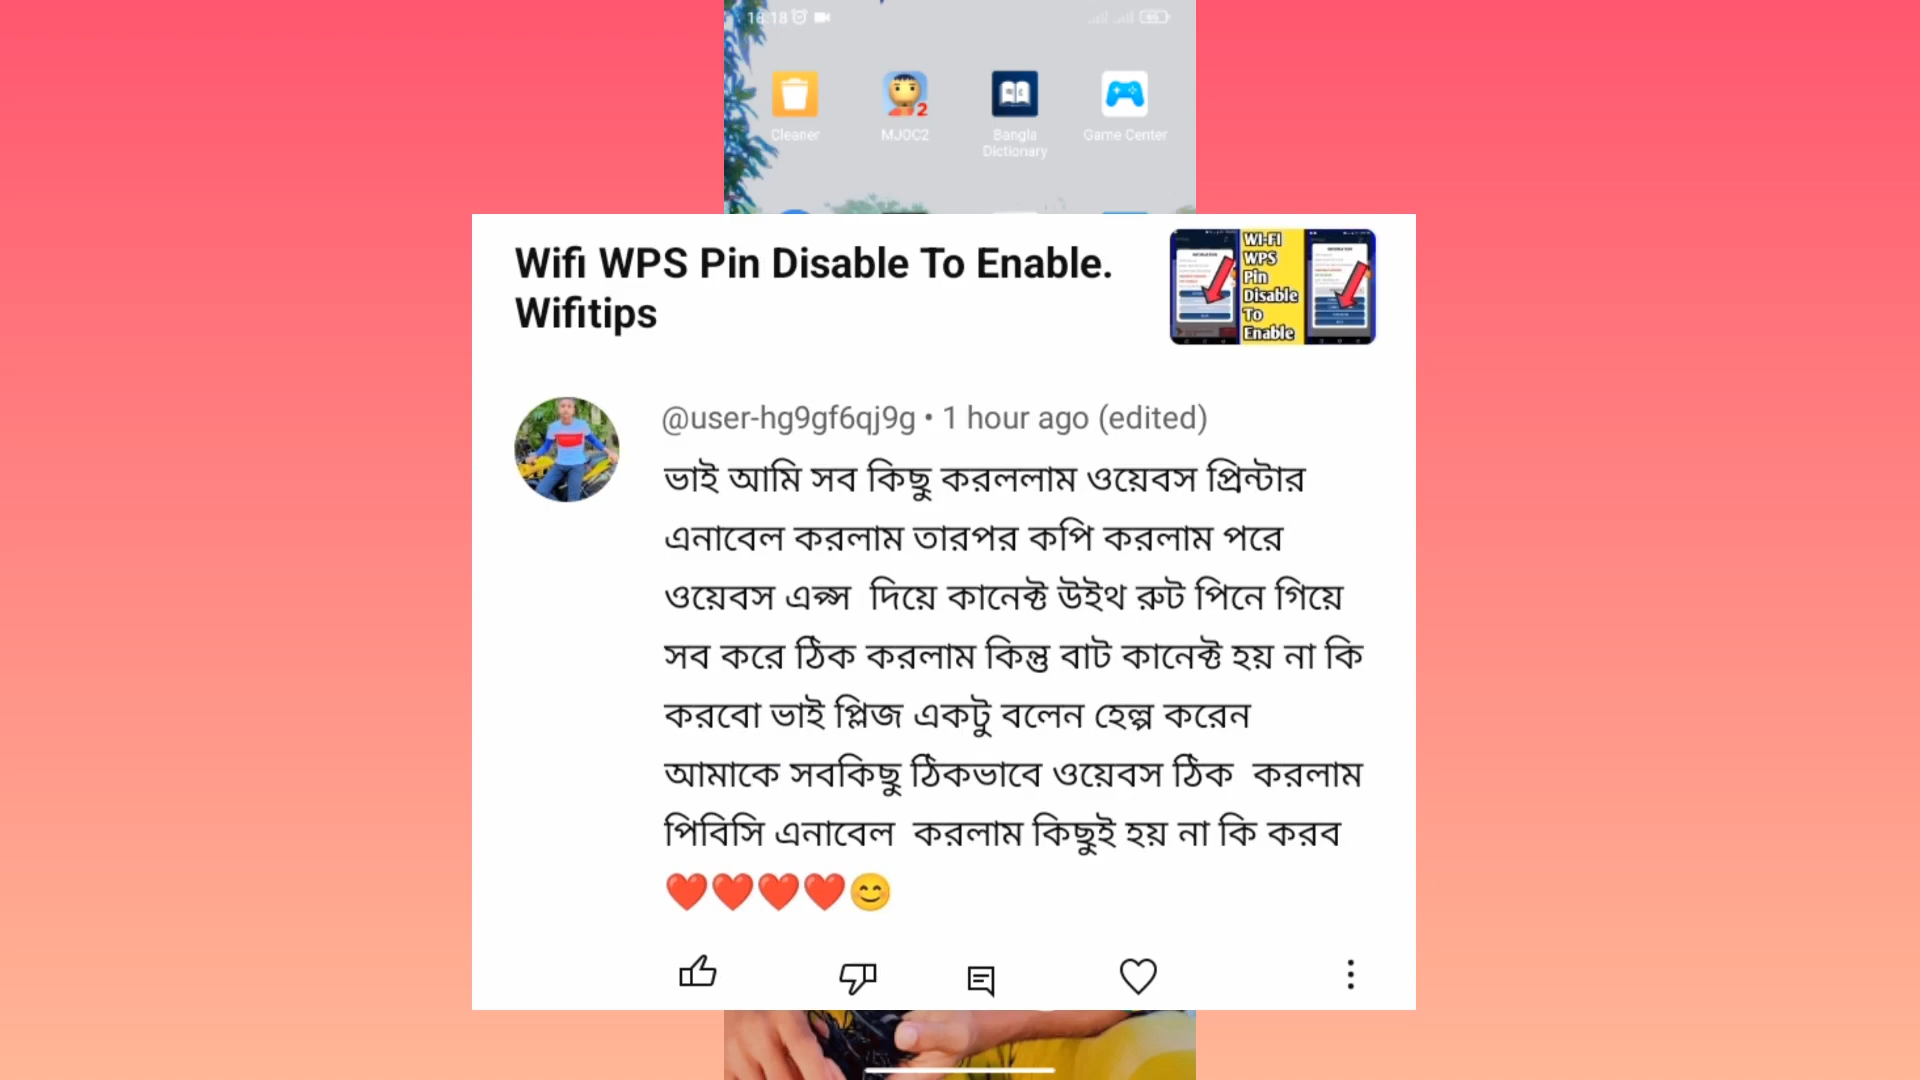 18:18
Cleaner
MJOC2
Bangla
Dictionary
Game Center
Wifi WPS Pin Disable To Enable.
Wifitips
WI-FI
WPS
Pin
Disable
To
Enable
@user-hg9gf6qj9g • 1 hour ago (edited)
ভাই আমি সব কিছু করললাম ওয়েবস প্রিন্টার
এনাবেল করলাম তারপর কপি করলাম পরে
ওয়েবস এপ্স দিয়ে কানেক্ট উইথ রুট পিনে গিয়ে
সব করে ঠিক করলাম কিন্তু বাট কানেক্ট হয় না কি
করবো ভাই প্লিজ একটু বলেন হেল্প করেন
আমাকে সবকিছু ঠিকভাবে ওয়েবস ঠিক করলাম
পিবিসি এনাবেল করলাম কিছুই হয় না কি করব
❤️❤️❤️❤️😊